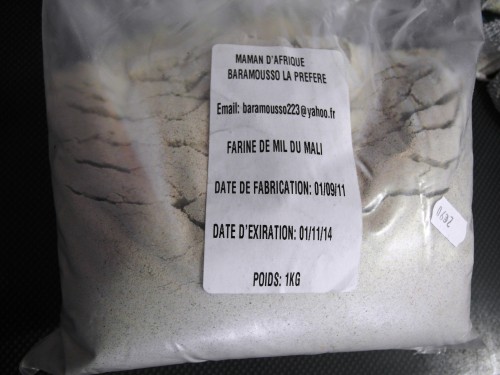 MAMAN D'AFRIQUE
BARAMOUSSO LA PREFERE
Email: baramousso223@yahoo.fr
FARINE DE MIL DU MALI
DATE DE FABRICATION: 01/09/11
DATE D'EXIRATION: 01/11/14
POIDS: 1KG